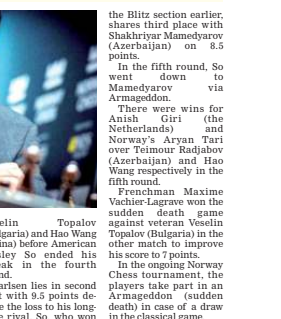 elin Topalov
lgaria) and Hao Wang
ina) before American
sley So ended his
eak in the fourth
nd.
arlsen lies in second
t with 9.5 points de-
e the loss to his long-
e rival. So, who won
the Blitz section earlier,
shares third place with
Shakhriyar Mamedyarov
(Azerbaijan) on 8.5
points.
In the fifth round, So
went down to
Mamedyarov via
Armageddon.
There were wins for
Anish Giri (the
Netherlands) and
Norway's Aryan Tari
over Teimour Radjabov
(Azerbaijan) and Hao
Wang respectively in the
fifth round.
Frenchman Maxime
Vachier-Lagrave won the
sudden death game
against veteran Veselin
Topalov (Bulgaria) in the
other match to improve
his score to 7 points.
In the ongoing Norway
Chess tournament, the
players take part in an
Armageddon (sudden
death) in case of a draw
in the classical game.